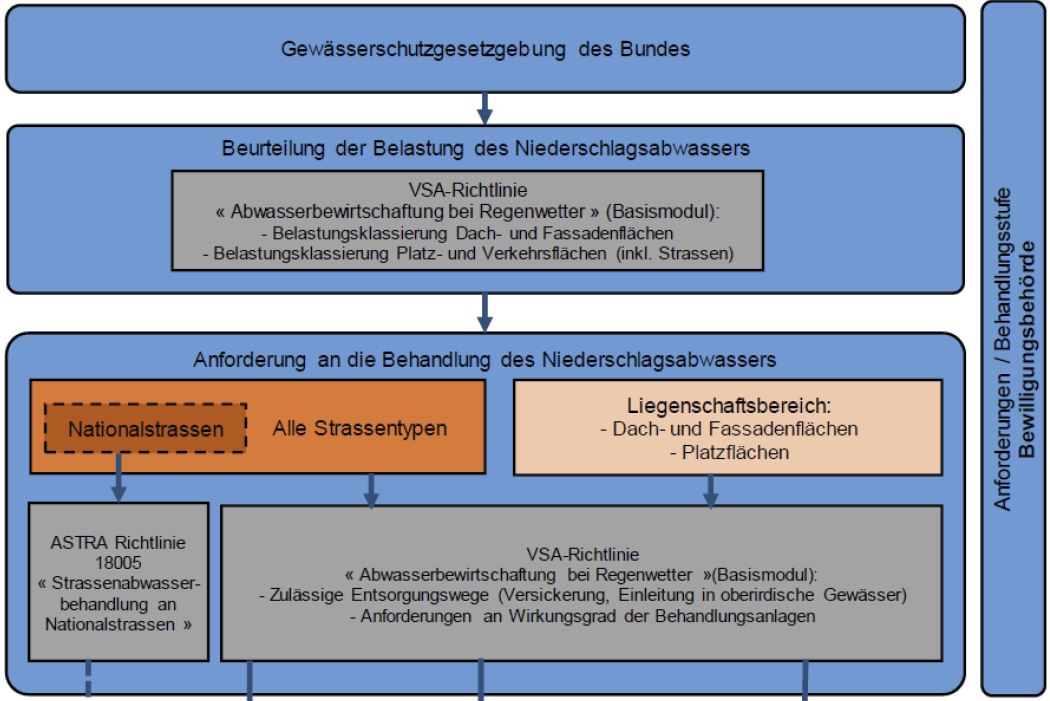 Gewässerschutzgesetzgebung des Bundes
Beurteilung der Belastung des Niederschlagsabwassers
VSA-Richtlinie
« Abwasserbewirtschaftung bei Regenwetter » (Basismodul):
- Belastungsklassierung Dach- und Fassadenflächen
- Belastungsklassierung Platz- und Verkehrsflächen (inkl. Strassen)
Anforderung an die Behandlung des Niederschlagsabwassers
Nationalstrassen
Alle Strassentypen
Liegenschaftsbereich:
- Dach- und Fassadenflächen
- Platzflächen
ASTRA Richtlinie
18005
« Strassenabwasser-
behandlung an
Nationalstrassen »
VSA-Richtlinie
« Abwasserbewirtschaftung bei Regenwetter »(Basismodul):
- Zulässige Entsorgungswege (Versickerung, Einleitung in oberirdische Gewässer)
- Anforderungen an Wirkungsgrad der Behandlungsanlagen
Anforderungen / Behandlungsstufe
Bewilligungsbehörde